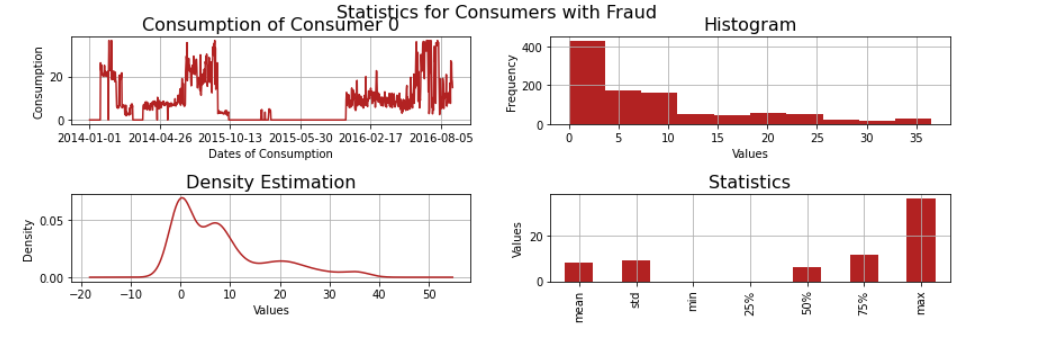 Statistics for Consumers with Fraud
Consumption of Consumer 0
Consumption
20
0
2014-01-01 2014-04-26 2015-10-13 2015-05-30 2016-02-17 2016-08-05
Dates of Consumption
Histogram
Frequency
400
200
0
0 5 10 15 20 25 30 35
Values
Density Estimation
Density
0.05
0.00
−20 −10 0 10 20 30 40 50
Values
Statistics
Values
20
0
mean std min 25% 50% 75% max